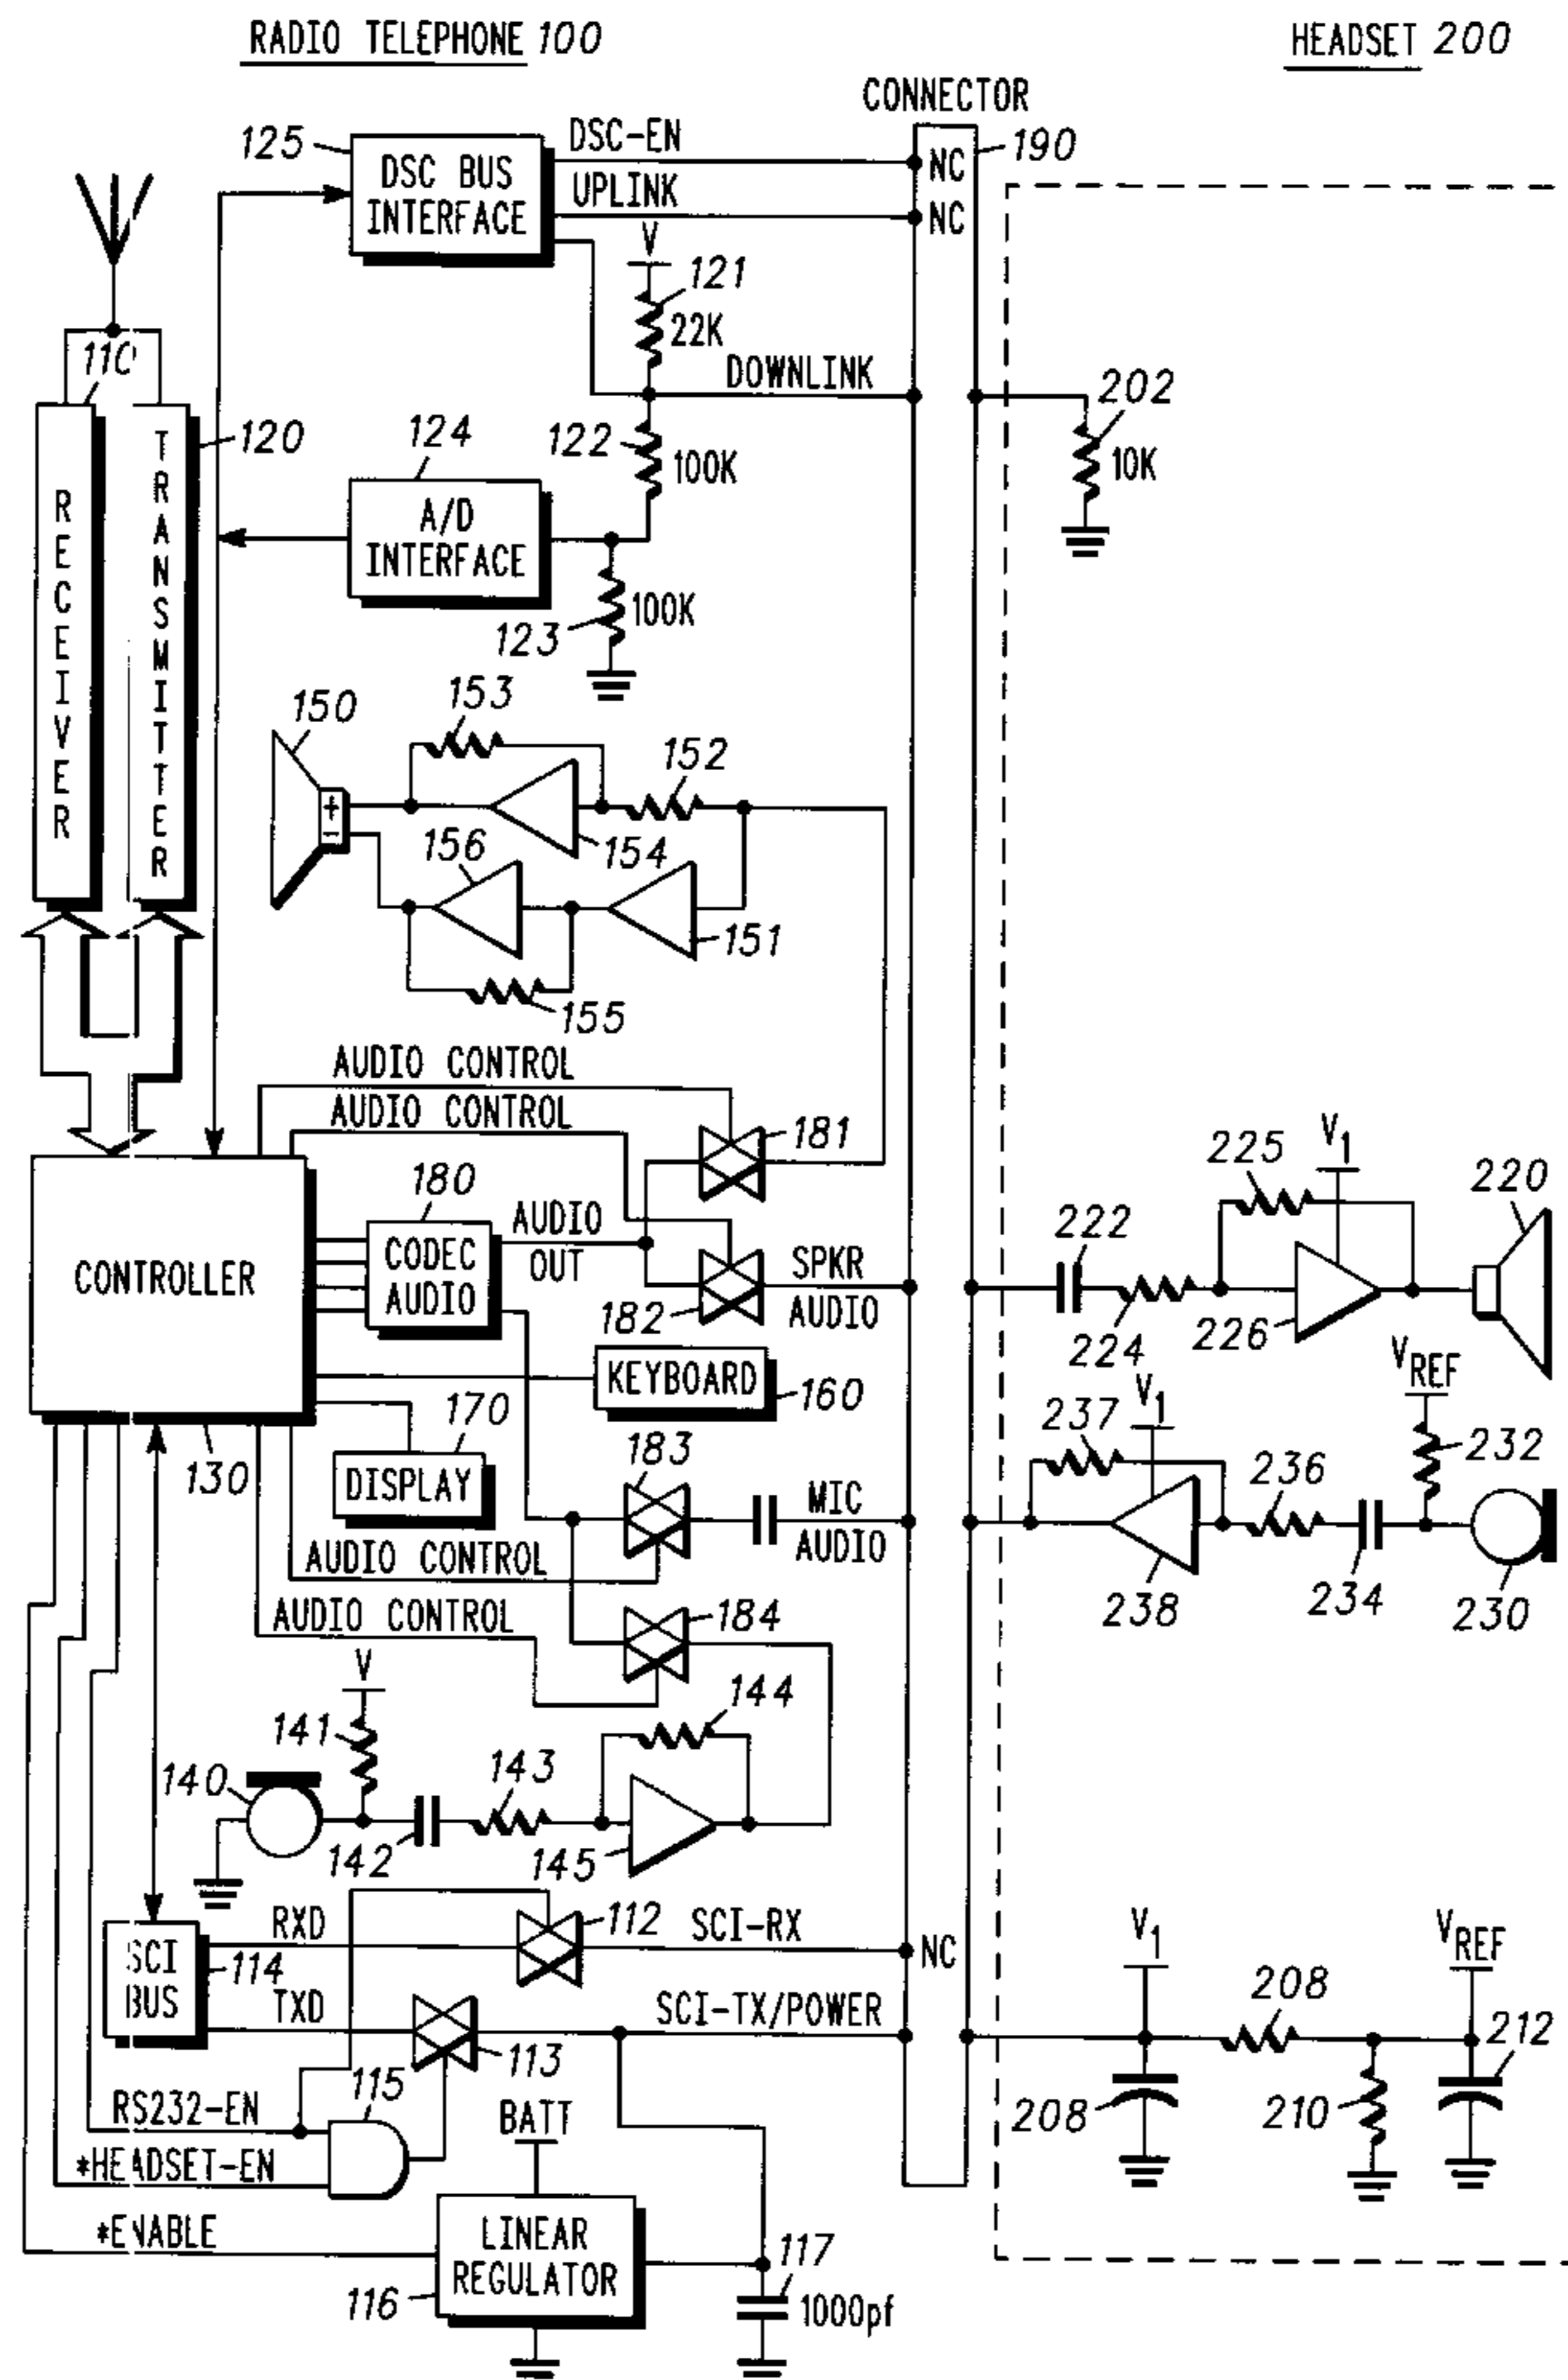 RADIO TELEPHONE 100
HEADSET 200
CONNECTOR
190
125
DSC BUS
INTERFACE
DSC-EN
NC
UPLINK
NC
V
121
22K
DOWNLINK
110
120
RECEIVER
TRANSMITTER
124
A/D
INTERFACE
122
100K
123
100K
202
10K
150
153
152
+
-
156
154
151
155
AUDIO CONTROL
AUDIO CONTROL
181
180
CODEC
AUDIO
AUDIO
OUT
182
SPKR
AUDIO
CONTROLLER
130
KEYBOARD
160
170
DISPLAY
183
MIC
AUDIO
AUDIO CONTROL
AUDIO CONTROL
184
V
141
140
142
143
144
145
222
224
225
V1
226
220
VREF
237
V1
236
232
238
234
230
SCI
BUS
114
RXD
112
SCI-RX
NC
TXD
113
SCI-TX/POWER
115
RS232-EN
*HEADSET-EN
*ENABLE
BATT
LINEAR
REGULATOR
116
117
1000pf
V1
208
VREF
208
210
212